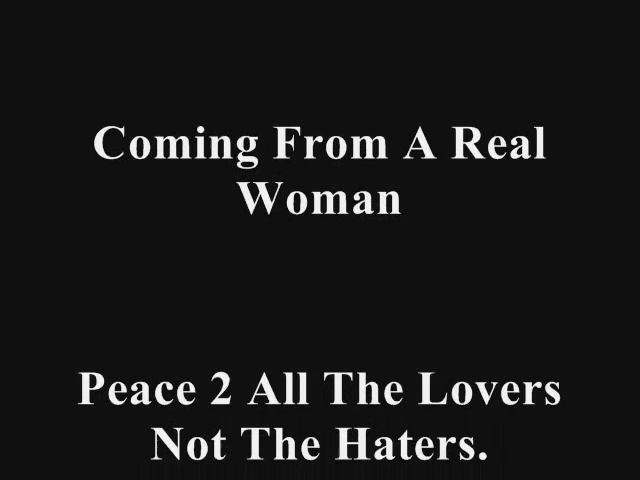 Coming From A Real
Woman
Peace 2 All The Lovers
Not The Haters.